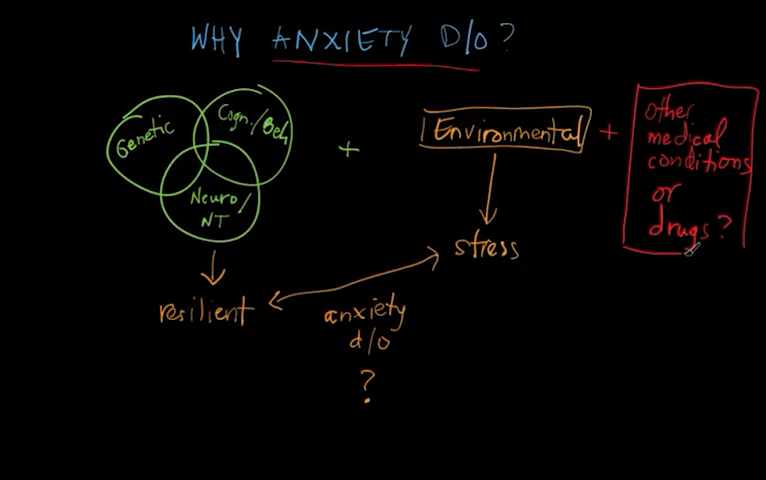 WHY ANXIETY D/O?
Genetic
Cogn./Beh
Neuro/
NT
+
Environmental
+
Other
medical
conditions
or
drugs?
resilient
stress
anxiety
d/o
?